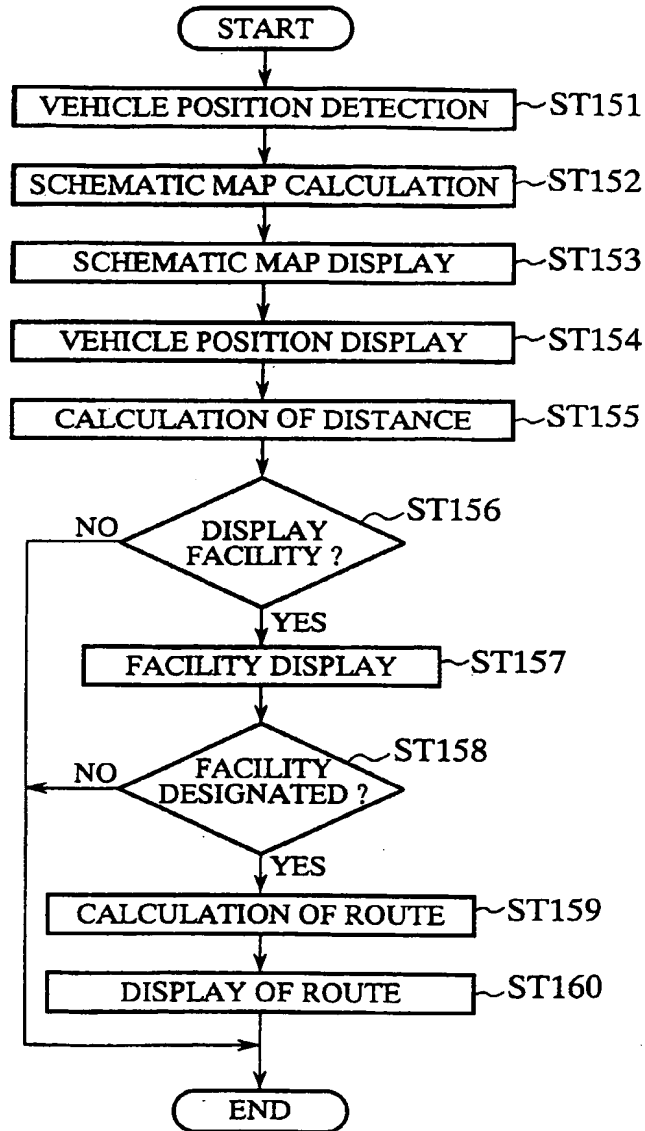 START
VEHICLE POSITION DETECTION
ST151
SCHEMATIC MAP CALCULATION
ST152
SCHEMATIC MAP DISPLAY
ST153
VEHICLE POSITION DISPLAY
ST154
CALCULATION OF DISTANCE
ST155
ST156
NO
DISPLAY
FACILITY ?
YES
FACILITY DISPLAY
ST157
ST158
NO
FACILITY
DESIGNATED ?
YES
CALCULATION OF ROUTE
ST159
DISPLAY OF ROUTE
ST160
END